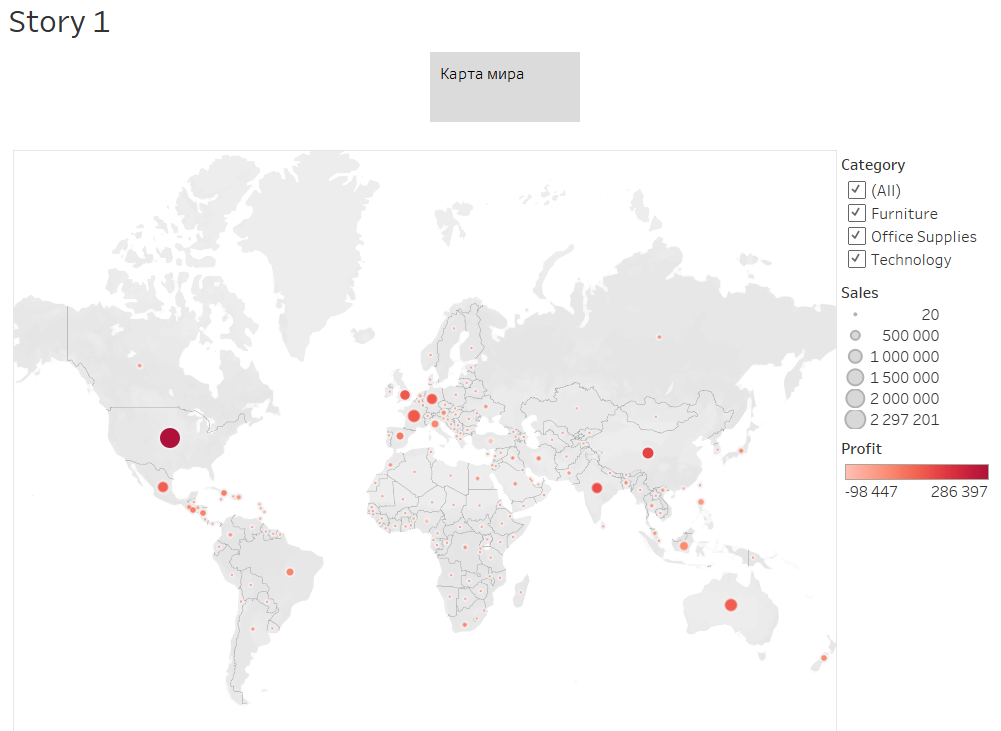 Story 1
Карта мира
Category
(All)
Furniture
Office Supplies
Technology
Sales
20
500 000
1 000 000
1 500 000
2 000 000
2 297 201
Profit
-98 447 286 397